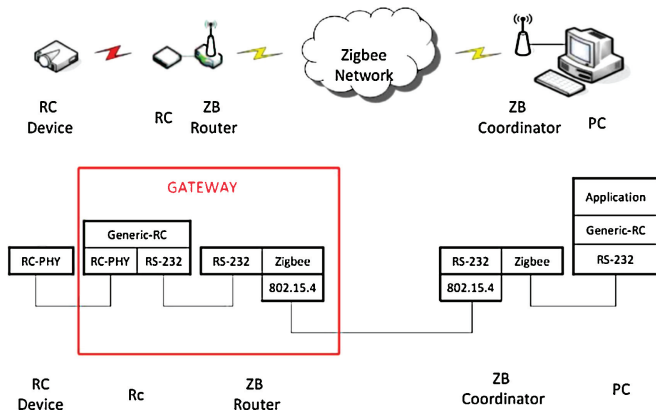 Zigbee
Network
RC
Device
RC
ZB
Router
ZB
Coordinator
PC
GATEWAY
Application
Generic-RC
Generic-RC
RC-PHY
RC-PHY
RS-232
RS-232
Zigbee
RS-232
Zigbee
RS-232
802.15.4
802.15.4
RC
Device
Rc
ZB
Router
ZB
Coordinator
PC